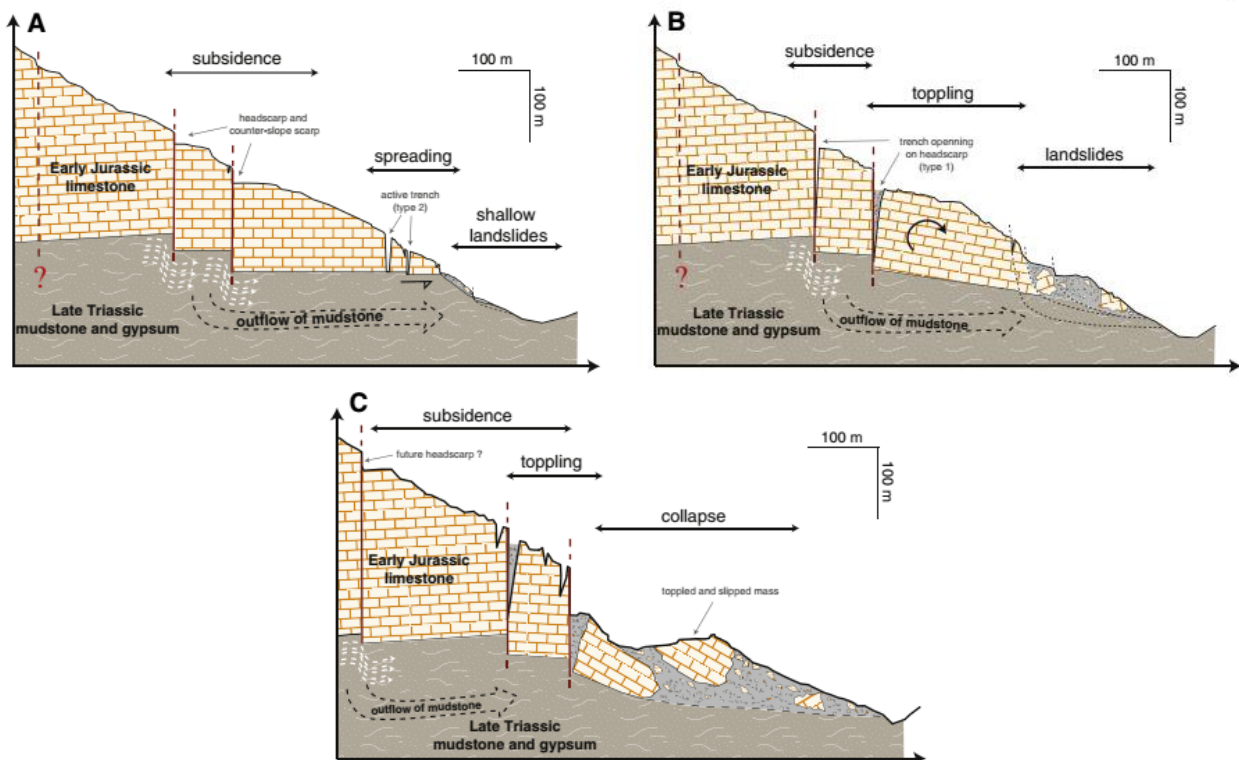 A
subsidence
100 m
100 m
headscarp and
counter-slope scarp
Early Jurassic
limestone
spreading
active trench
(type 2)
shallow
landslides
?
Late Triassic
mudstone and gypsum
outflow of mudstone
B
subsidence
100 m
100 m
toppling
trench openning
on headscarp
(type 1)
landslides
Early Jurassic
limestone
?
Late Triassic
mudstone and gypsum
outflow of mudstone
C
subsidence
100 m
100 m
future headscarp ?
toppling
collapse
Early Jurassic
limestone
toppled and slipped mass
outflow of mudstone
Late Triassic
mudstone and gypsum